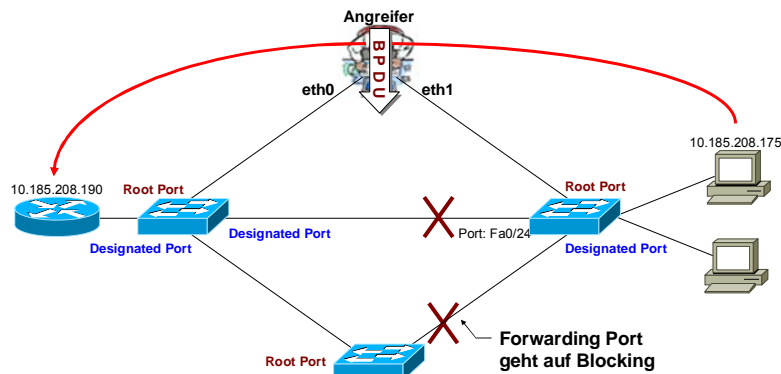 Angreifer
BPDU
eth0
eth1
10.185.208.175
10.185.208.190
Root Port
Root Port
Designated Port
Designated Port
Port: Fa0/24
Designated Port
Forwarding Port
geht auf Blocking
Root Port